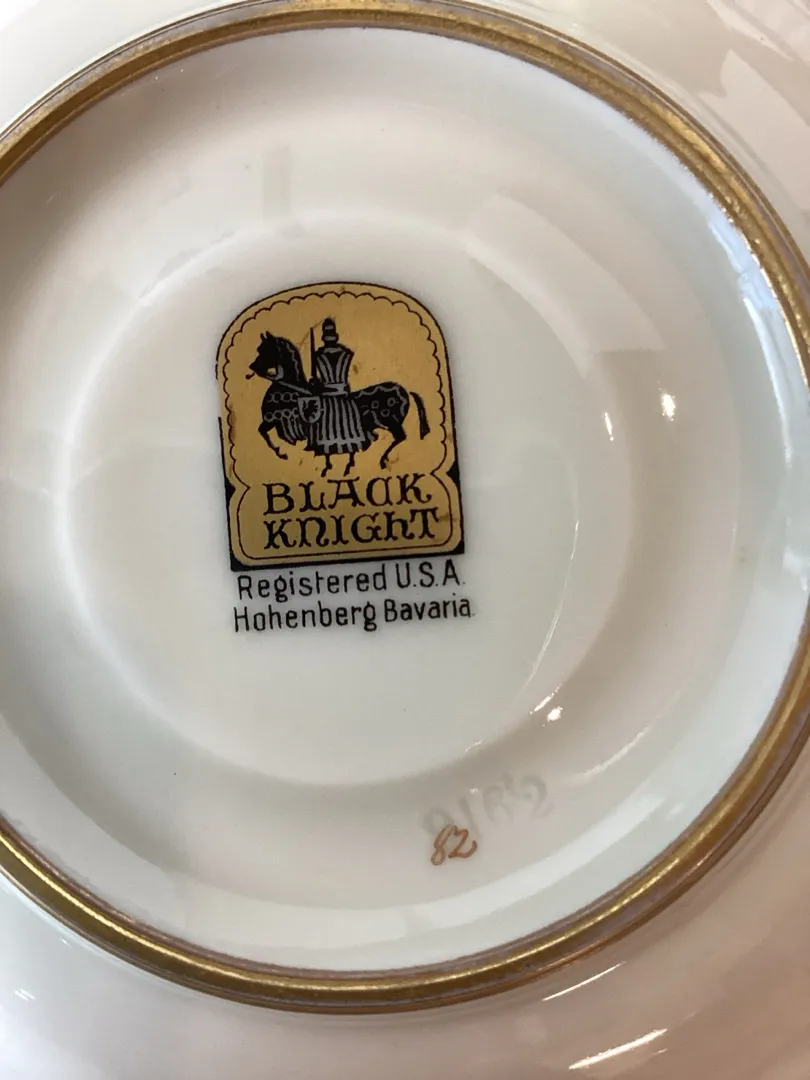 BLACK
KNIGHT
Registered U.S.A.
Hohenberg Bavaria
82